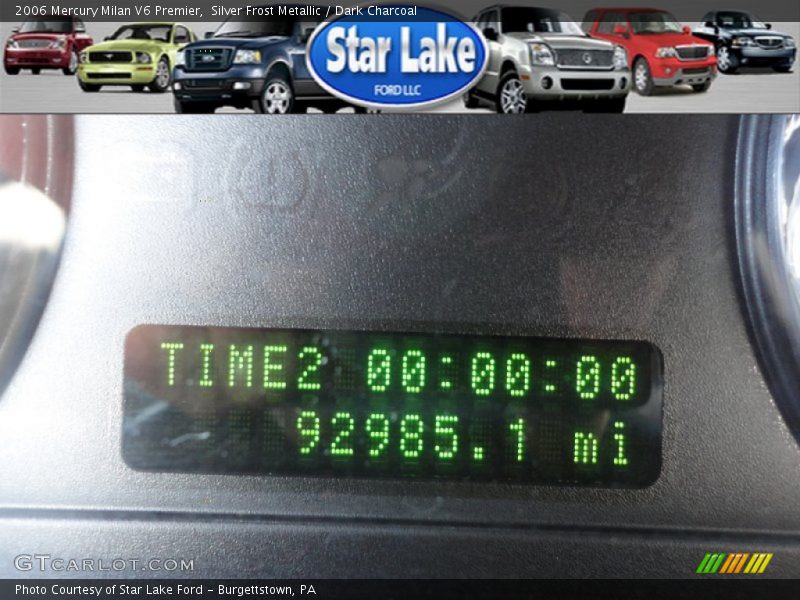 2006 Mercury Milan V6 Premier,  Silver Frost Metallic / Dark Charcoal
Star Lake
FORD LLC
TIME2 00:00:00
92985.1 mi
GTCARLOT.COM
Photo Courtesy of Star Lake Ford - Burgettstown, PA